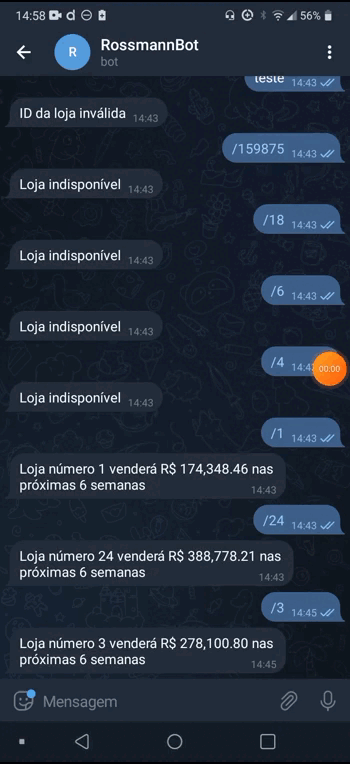 14:58
56%
RossmannBot
bot
teste 14:43
ID da loja inválida 14:43
/159875 14:43
Loja indisponível 14:43
/18 14:43
Loja indisponível 14:43
/6 14:43
Loja indisponível 14:43
/4 14:4
00:00
Loja indisponível 14:43
/1 14:43
Loja número 1 venderá R$ 174,348.46 nas
próximas 6 semanas
14:43
/24 14:43
Loja número 24 venderá R$ 388,778.21 nas
próximas 6 semanas
14:43
/3 14:45
Loja número 3 venderá R$ 278,100.80 nas
próximas 6 semanas
14:45
Mensagem